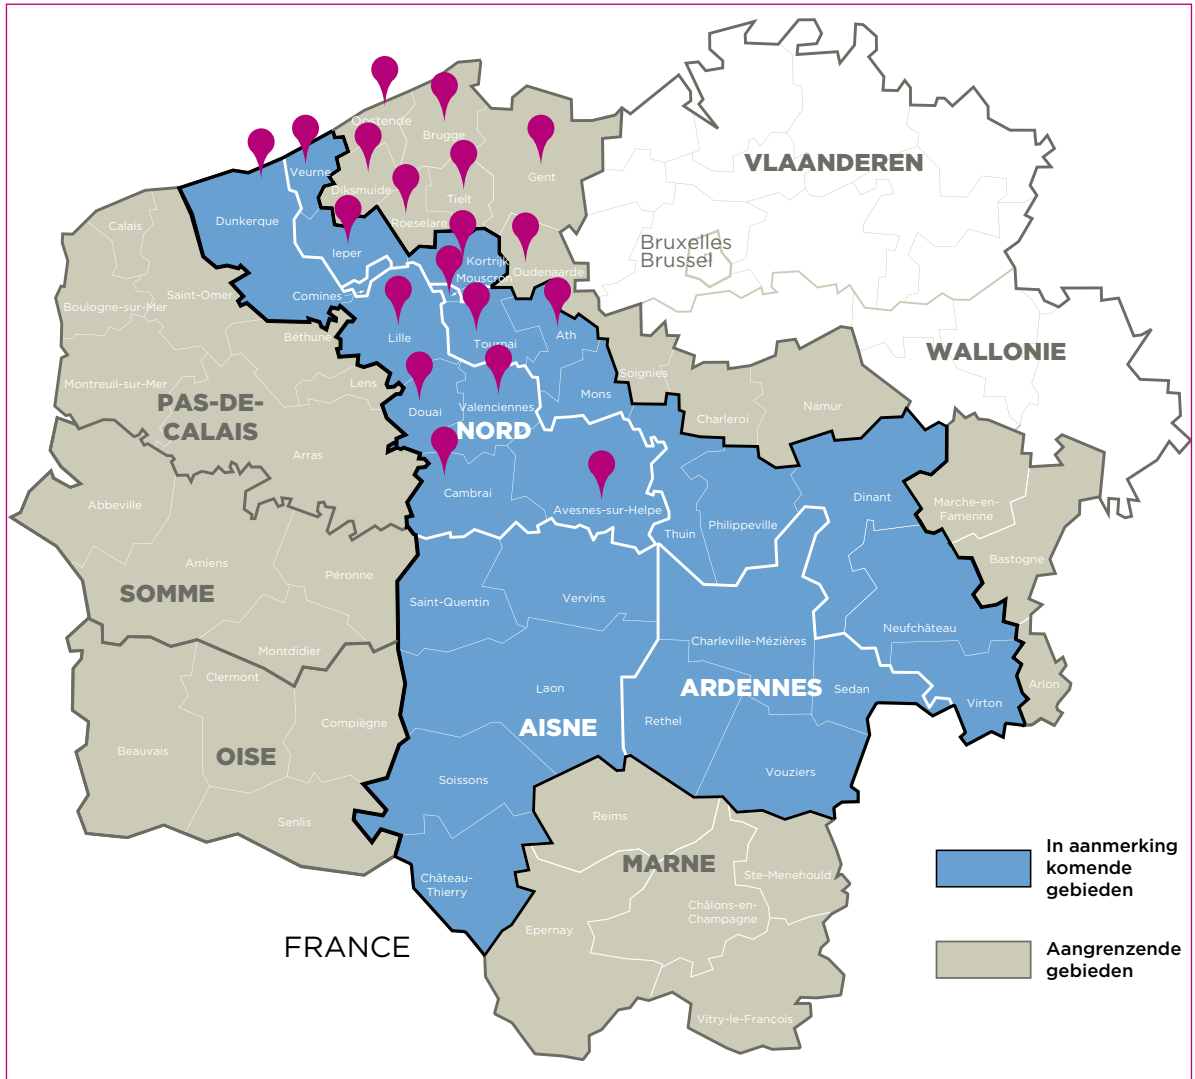 Oostende
Brugge
VLAANDEREN
Veurne
Diksmuide
Tielt
Gent
Dunkerque
Roeselare
Calais
Ieper
Kortrijk
Mouscron
Oudenaarde
Bruxelles
Brussel
Saint-Omer
Comines
Boulogne-sur-Mer
Béthune
Lille
Tournai
Ath
WALLONIE
Montreuil-sur-Mer
Lens
Soignies
PAS-DE-
CALAIS
Douai
Valenciennes
Mons
Charleroi
Namur
NORD
Arras
Abbeville
Cambrai
Avesnes-sur-Helpe
Thuin
Philippeville
Dinant
Marche-en-
Famenne
Bastogne
Amiens
Péronne
SOMME
Saint-Quentin
Vervins
Neufchâteau
Montdidier
Charleville-Mézières
Clermont
Laon
ARDENNES
Sedan
Arlon
Virton
Compiègne
Rethel
AISNE
Beauvais
OISE
Soissons
Vouziers
Senlis
Reims
MARNE
Château-
Thierry
Ste-Menehould
Châlons-en-
Champagne
Epernay
FRANCE
Vitry-le-François
In aanmerking
komende
gebieden
Aangrenzende
gebieden